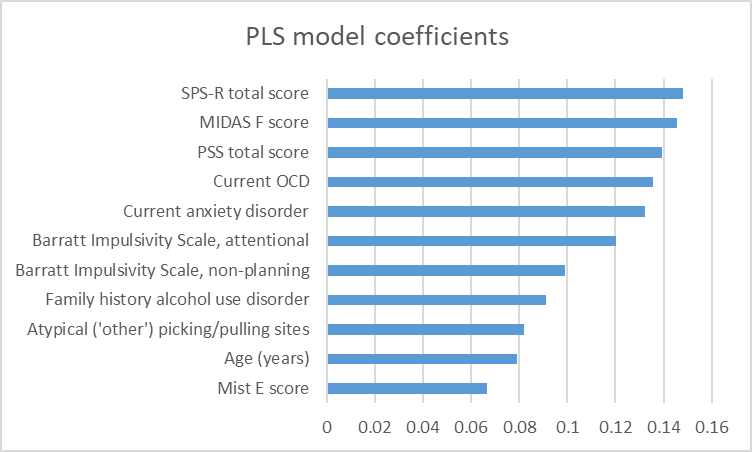 PLS model coefficients
SPS-R total score
MIDAS F score
PSS total score
Current OCD
Current anxiety disorder
Barratt Impulsivity Scale, attentional
Barratt Impulsivity Scale, non-planning
Family history alcohol use disorder
Atypical ('other') picking/pulling sites
Age (years)
Mist E score
0 0.02 0.04 0.06 0.08 0.1 0.12 0.14 0.16